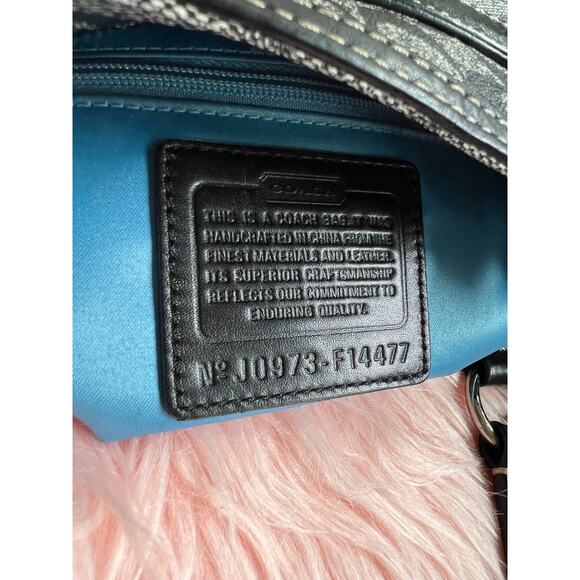 COACH
THIS IS A COACH BAG. IT WAS
HANDCRAFTED IN CHINA FROM THE
FINEST MATERIALS AND LEATHER.
ITS SUPERIOR CRAFTSMANSHIP
REFLECTS OUR COMMITMENT TO
ENDURING QUALITY.
Nº J0973-F14477